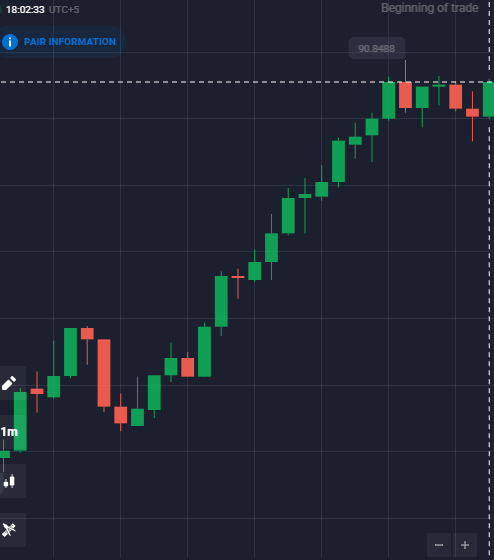 18:02:33 UTC+5
Beginning of trade
i PAIR INFORMATION
90.8488
1m
− +